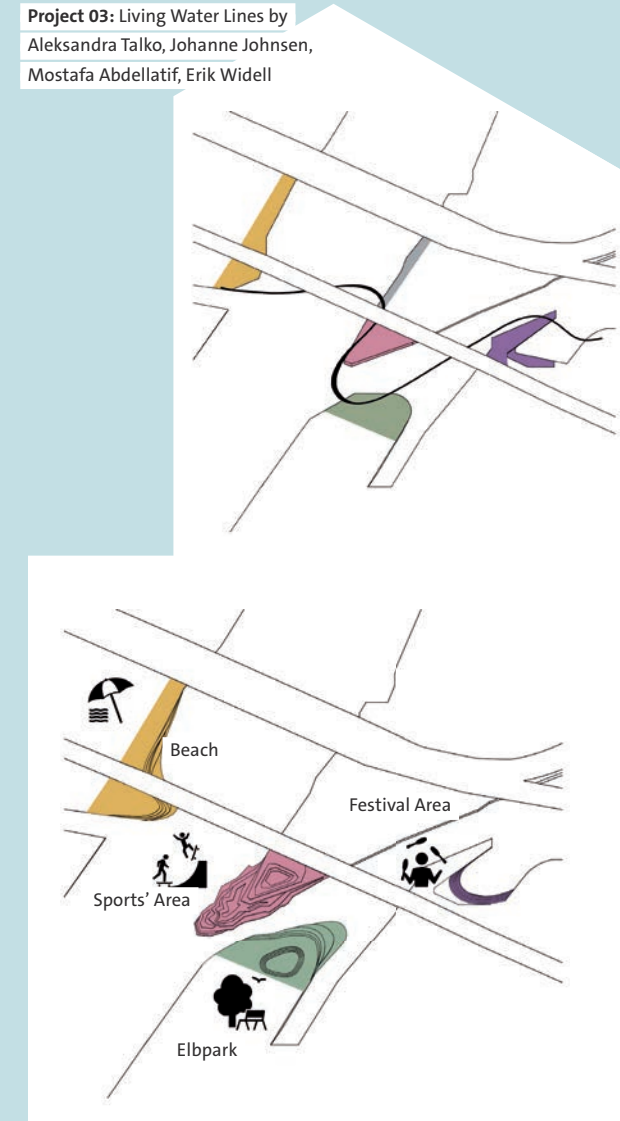 Project 03: Living Water Lines by
Aleksandra Talko, Johanne Johnsen,
Mostafa Abdellatif, Erik Widell
Beach
Festival Area
Sports' Area
Elbpark